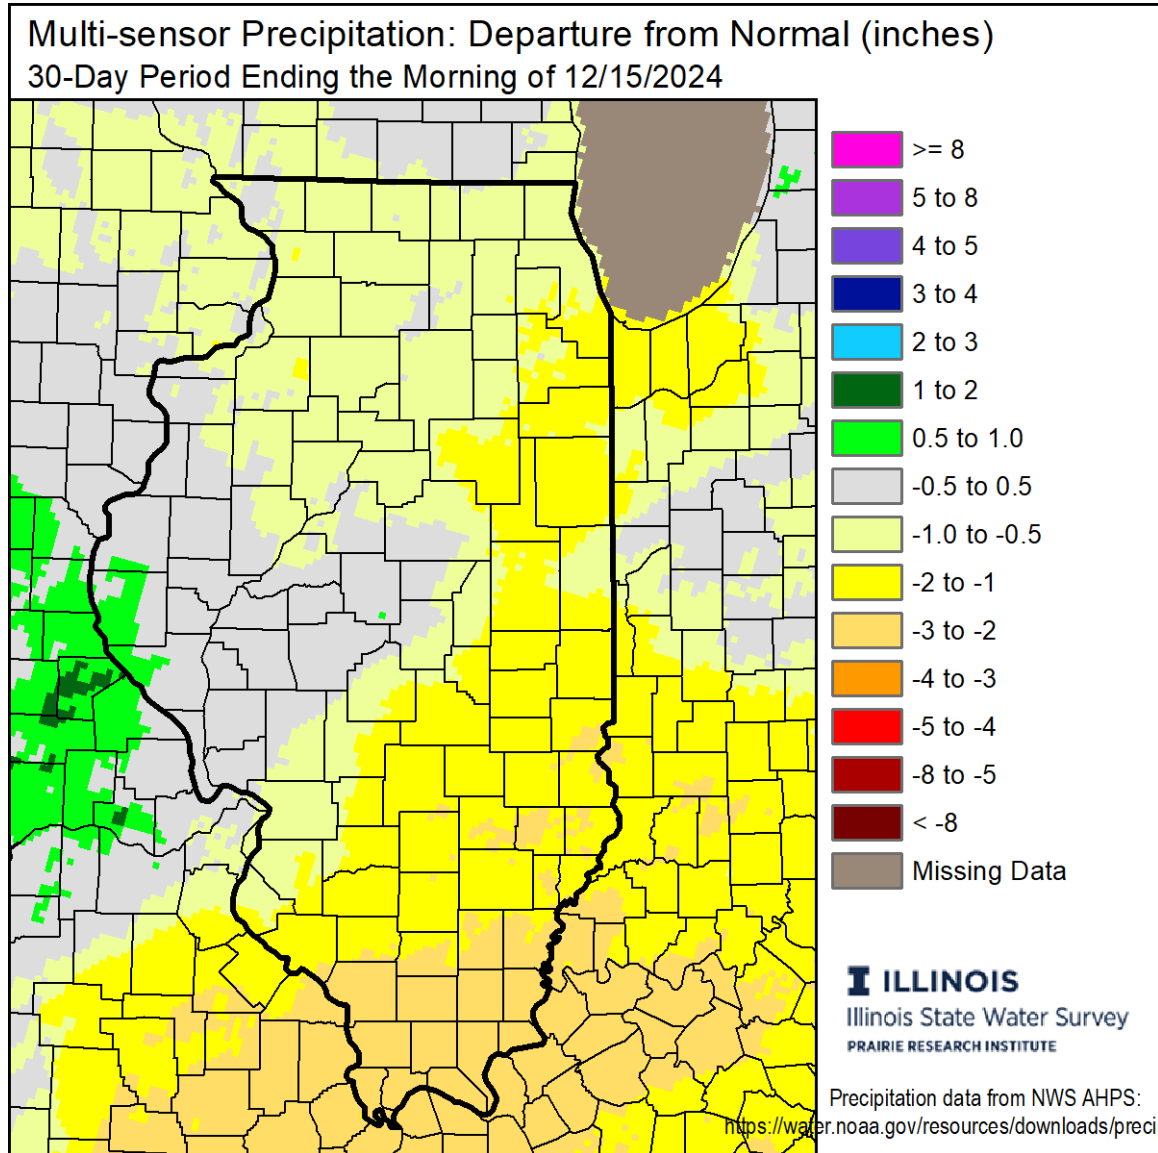 Multi-sensor Precipitation: Departure from Normal (inches)
30-Day Period Ending the Morning of 12/15/2024
>= 8
5 to 8
4 to 5
3 to 4
2 to 3
1 to 2
0.5 to 1.0
-0.5 to 0.5
-1.0 to -0.5
-2 to -1
-3 to -2
-4 to -3
-5 to -4
-8 to -5
< -8
Missing Data
I ILLINOIS
Illinois State Water Survey
PRAIRIE RESEARCH INSTITUTE
Precipitation data from NWS AHPS:
https://water.noaa.gov/resources/downloads/preci